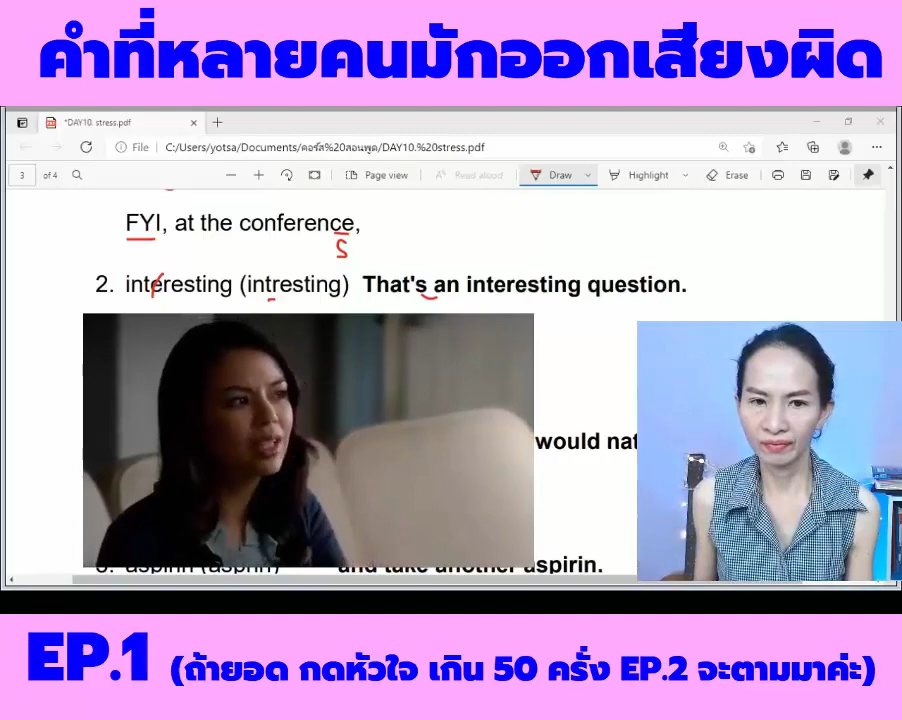 คำที่หลายคนมักออกเสียงผิด
*DAY10. stress.pdf
File C:/Users/yotsa/Documents/คอร์ส%20สอนพูด/DAY10.%20stress.pdf
3 of 4 Page view Read aloud Draw Highlight Erase
FYI, at the conference,
S
2. interesting (intresting) That's an interesting question.
would nat
aspirin (asprin) and take another aspirin.
EP.1 (ถ้ายอด กดหัวใจ เกิน 50 ครั้ง EP.2 จะตามมาค่ะ)